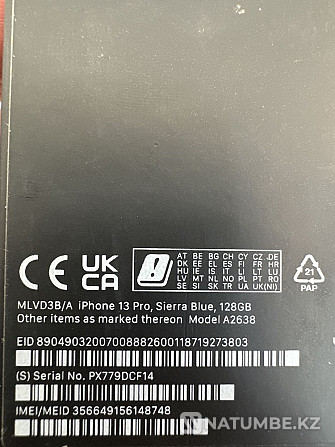 CE UK CA
AT BE BG CH CY CZ DE
DK EE EL ES FI FR HR
HU IE IS IT LI LT LU
LV MT NL NO PL PT RO
SE SI SK TR UA UK(NI)
21
PAP
MLVD3B/A iPhone 13 Pro, Sierra Blue, 128GB
Other items as marked thereon Model A2638
EID 89049032007008882600118719273803
(S) Serial No. PX779DCF14
IMEI/MEID 356649156148748
NATUMBE.KZ